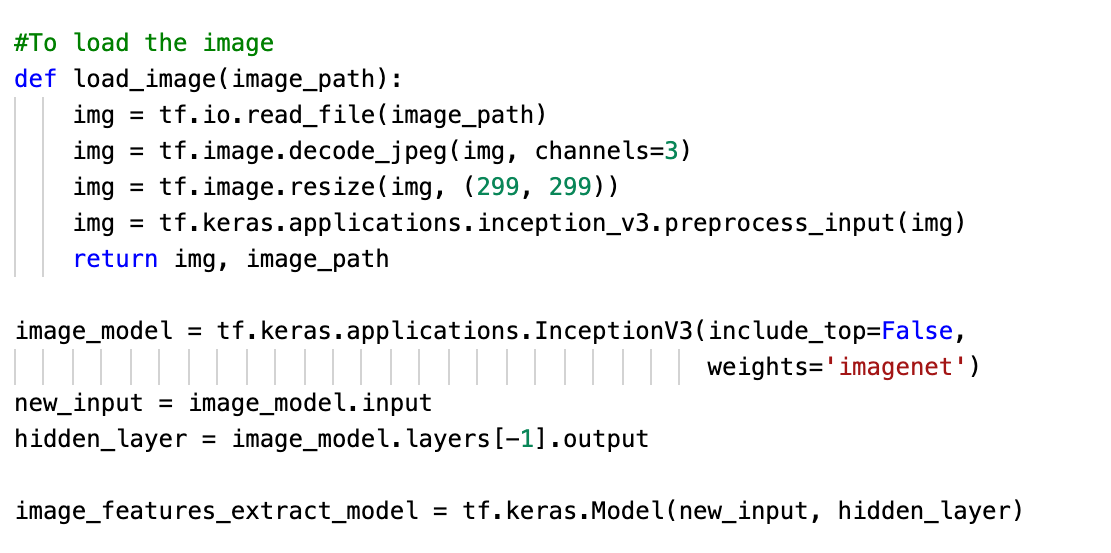 #To load the image
def load_image(image_path):
    img = tf.io.read_file(image_path)
    img = tf.image.decode_jpeg(img, channels=3)
    img = tf.image.resize(img, (299, 299))
    img = tf.keras.applications.inception_v3.preprocess_input(img)
    return img, image_path

image_model = tf.keras.applications.InceptionV3(include_top=False,
                                                weights='imagenet')
new_input = image_model.input
hidden_layer = image_model.layers[-1].output

image_features_extract_model = tf.keras.Model(new_input, hidden_layer)